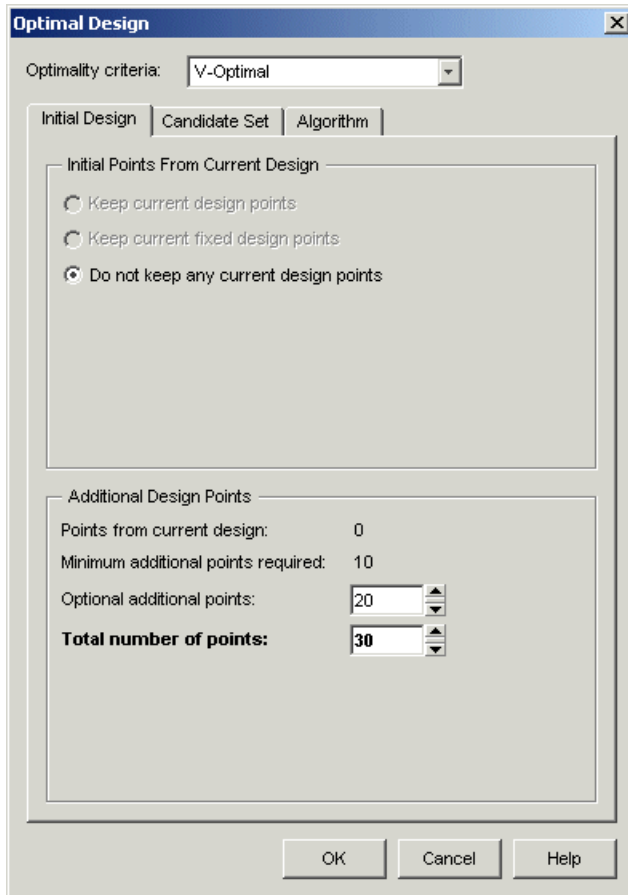 Optimal Design
Optimality criteria: V-Optimal
Initial Design Candidate Set Algorithm
Initial Points From Current Design
Keep current design points
Keep current fixed design points
Do not keep any current design points
Additional Design Points
Points from current design: 0
Minimum additional points required: 10
Optional additional points: 20
Total number of points: 30
OK Cancel Help